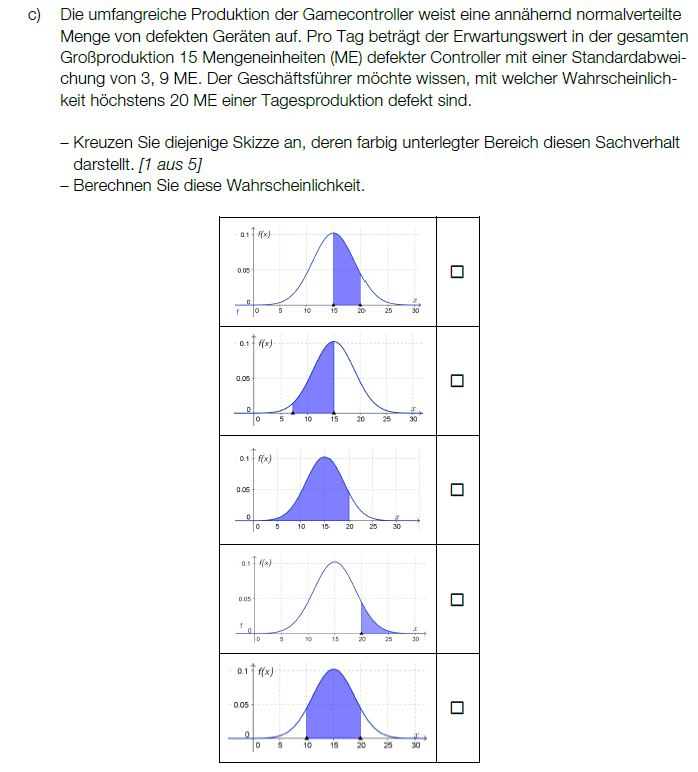 c) Die umfangreiche Produktion der Gamecontroller weist eine annähernd normalverteilte
Menge von defekten Geräten auf. Pro Tag beträgt der Erwartungswert in der gesamten
Großproduktion 15 Mengeneinheiten (ME) defekter Controller mit einer Standardabwei-
chung von 3, 9 ME. Der Geschäftsführer möchte wissen, mit welcher Wahrscheinlich-
keit höchstens 20 ME einer Tagesproduktion defekt sind.
– Kreuzen Sie diejenige Skizze an, deren farbig unterlegter Bereich diesen Sachverhalt
darstellt. [1 aus 5]
– Berechnen Sie diese Wahrscheinlichkeit.
0.1 f(x)
0.05
0 x
f 0 5 10 15 20 25 30
0.1 f(x)
0.05
0 x
0 5 10 15 20 25 30
0.1 f(x)
0.05
0 x
0 5 10 15 20 25 30
0.1 f(x)
0.05
f
0 x
0 5 10 15 20 25 30
0.1 f(x)
0.05
0 x
0 5 10 15 20 25 30